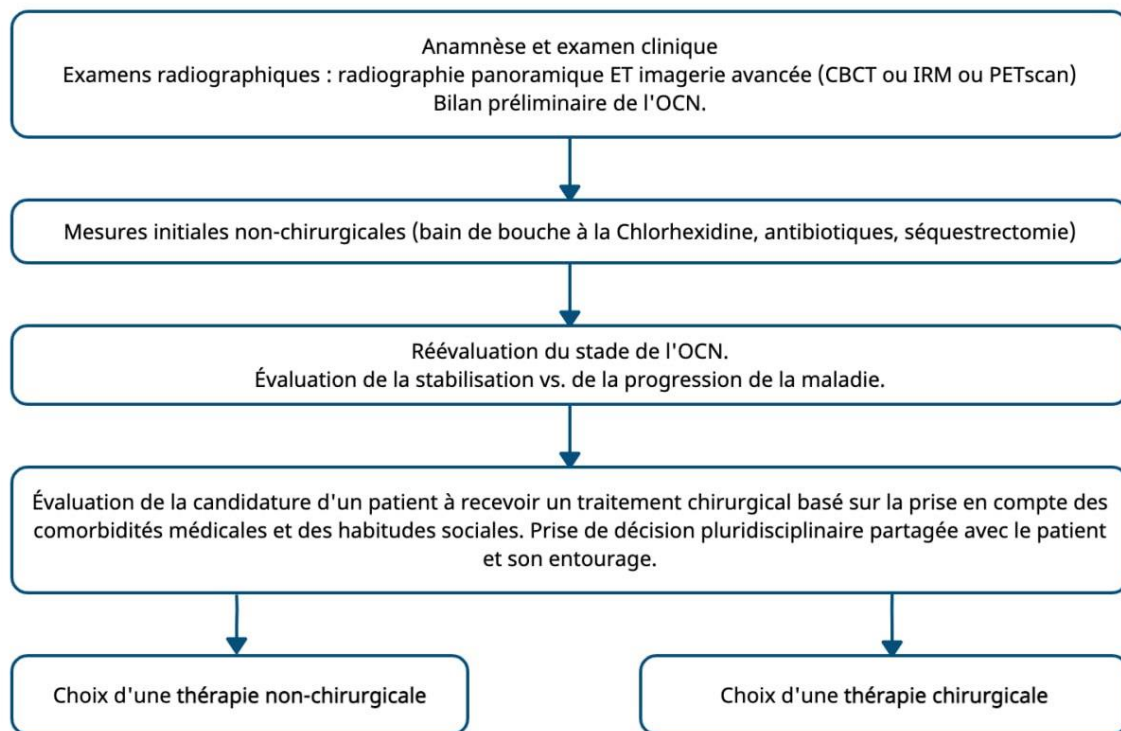 Anamnèse et examen clinique
Examens radiographiques : radiographie panoramique ET imagerie avancée (CBCT ou IRM ou PETscan)
Bilan préliminaire de l'OCN.
Mesures initiales non-chirurgicales (bain de bouche à la Chlorhexidine, antibiotiques, séquestrectomie)
Réévaluation du stade de l'OCN.
Évaluation de la stabilisation vs. de la progression de la maladie.
Évaluation de la candidature d'un patient à recevoir un traitement chirurgical basé sur la prise en compte des
comorbidités médicales et des habitudes sociales. Prise de décision pluridisciplinaire partagée avec le patient
et son entourage.
Choix d'une thérapie non-chirurgicale
Choix d'une thérapie chirurgicale